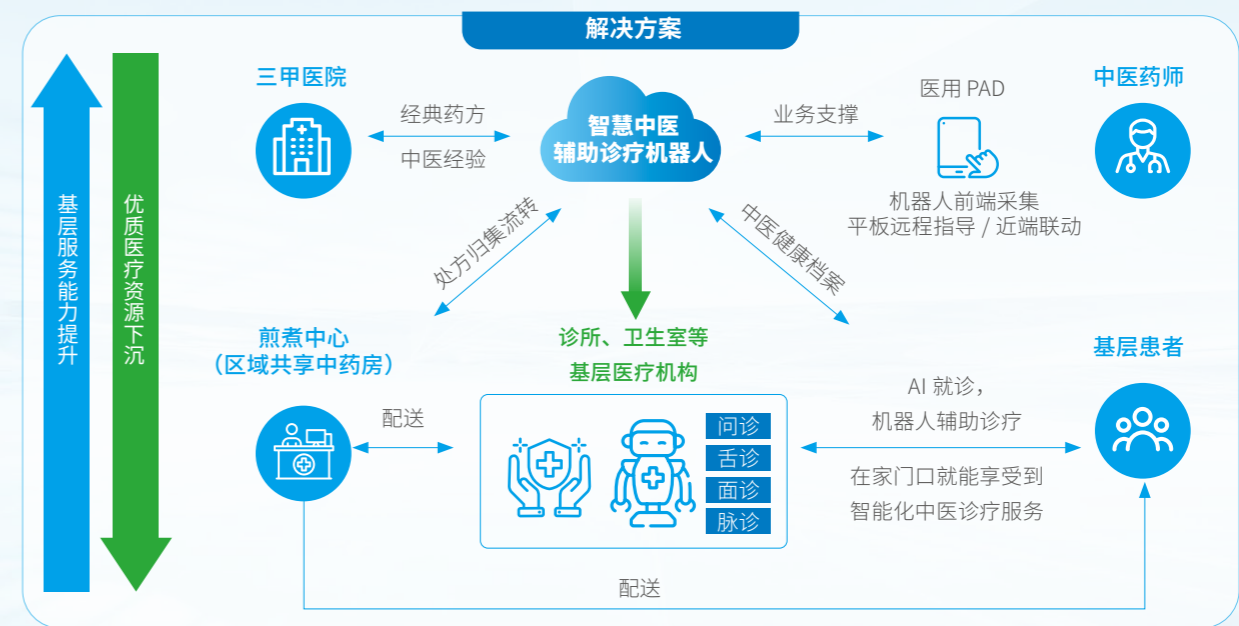 解决方案
基层服务能力提升
优质医疗资源下沉
三甲医院
经典药方
中医经验
智慧中医
辅助诊疗机器人
业务支撑
医用 PAD
机器人前端采集
平板远程指导 / 近端联动
中医药师
处方归集流转
中医健康档案
煎煮中心
（区域共享中药房）
配送
诊所、卫生室等
基层医疗机构
问诊
舌诊
面诊
脉诊
AI 就诊，
机器人辅助诊疗
在家门口就能享受到
智能化中医诊疗服务
基层患者
配送